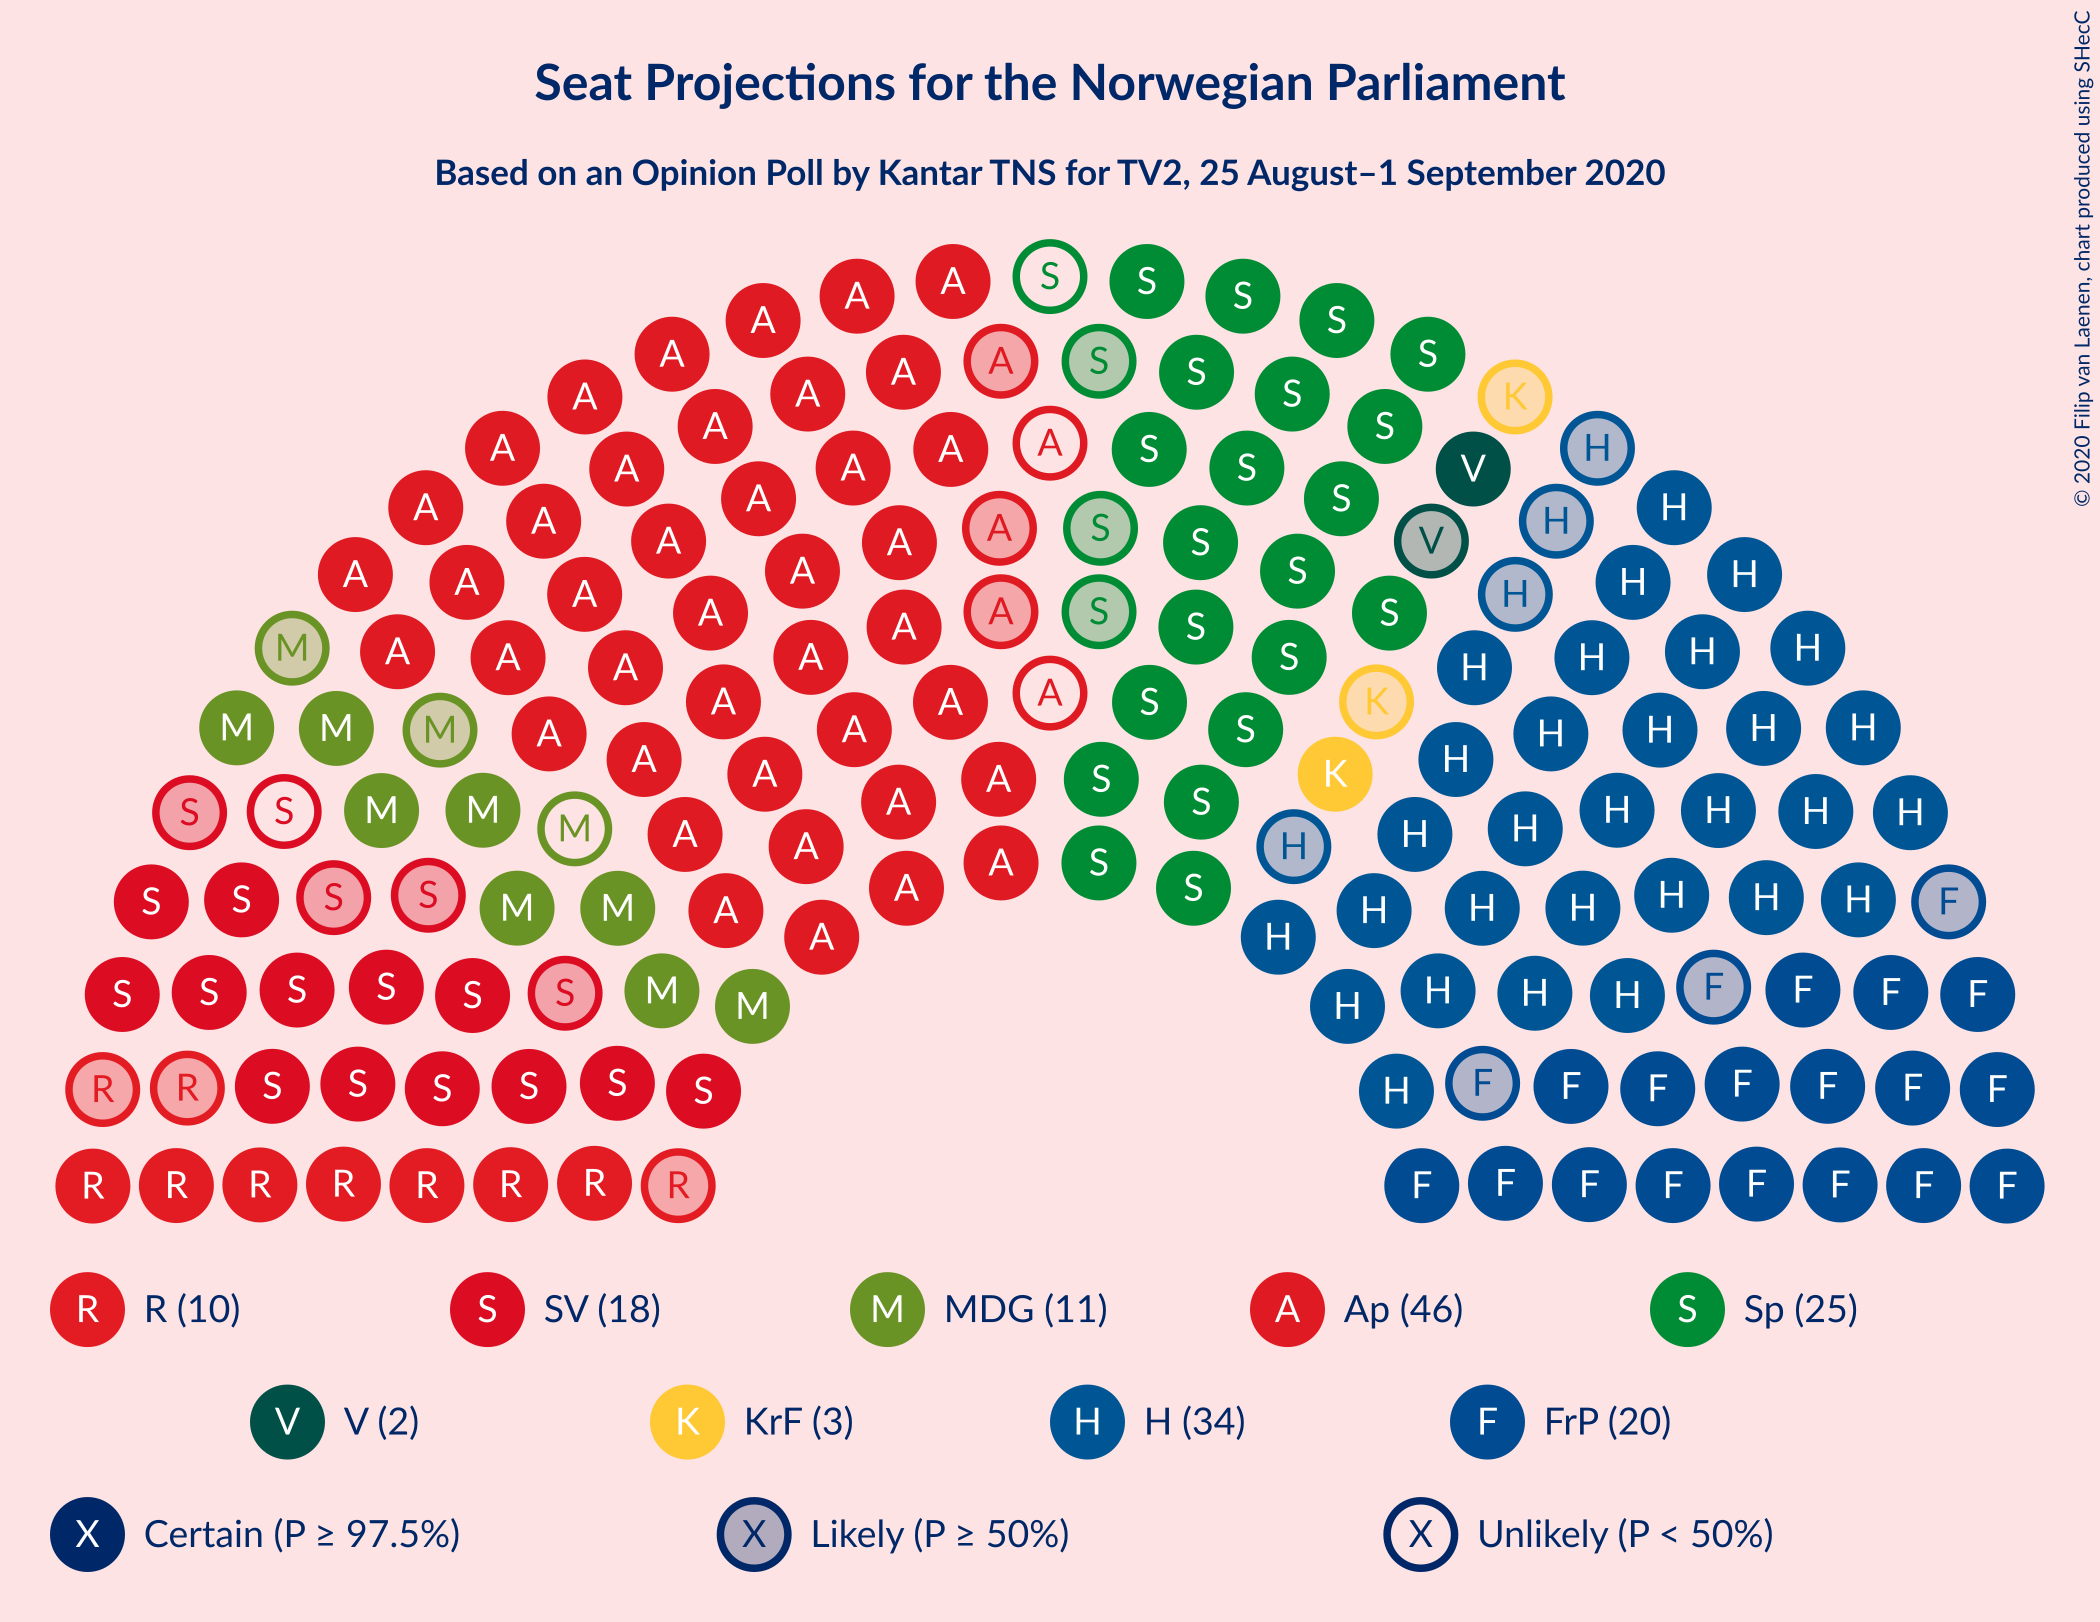 Seat Projections for the Norwegian Parliament
Based on an Opinion Poll by Kantar TNS for TV2, 25 August–1 September 2020
© 2020 Filip van Laenen, chart produced using SHecC
A A S S S
A A S S
A A A S S S S
A A A S S S K
A A A A S S S V H
A A A S S S V H H
A A A A A S S S S H H H
A A A A A S S S H H H
M A A A A A S S K H H H H
M M M A A A A A S S K H H H H H
S S M M M A A A A S S H H H H H H H
S S S S M M A A A S S H H H H H H F
S S S S S S M M A H H H H H F F F F
R R S S S S S S H F F F F F F F
R R R R R R R R F F F F F F F F
R R (10) S SV (18) M MDG (11) A Ap (46) S Sp (25)
V V (2) K KrF (3) H H (34) F FrP (20)
X Certain (P ≥ 97.5%) X Likely (P ≥ 50%) X Unlikely (P < 50%)